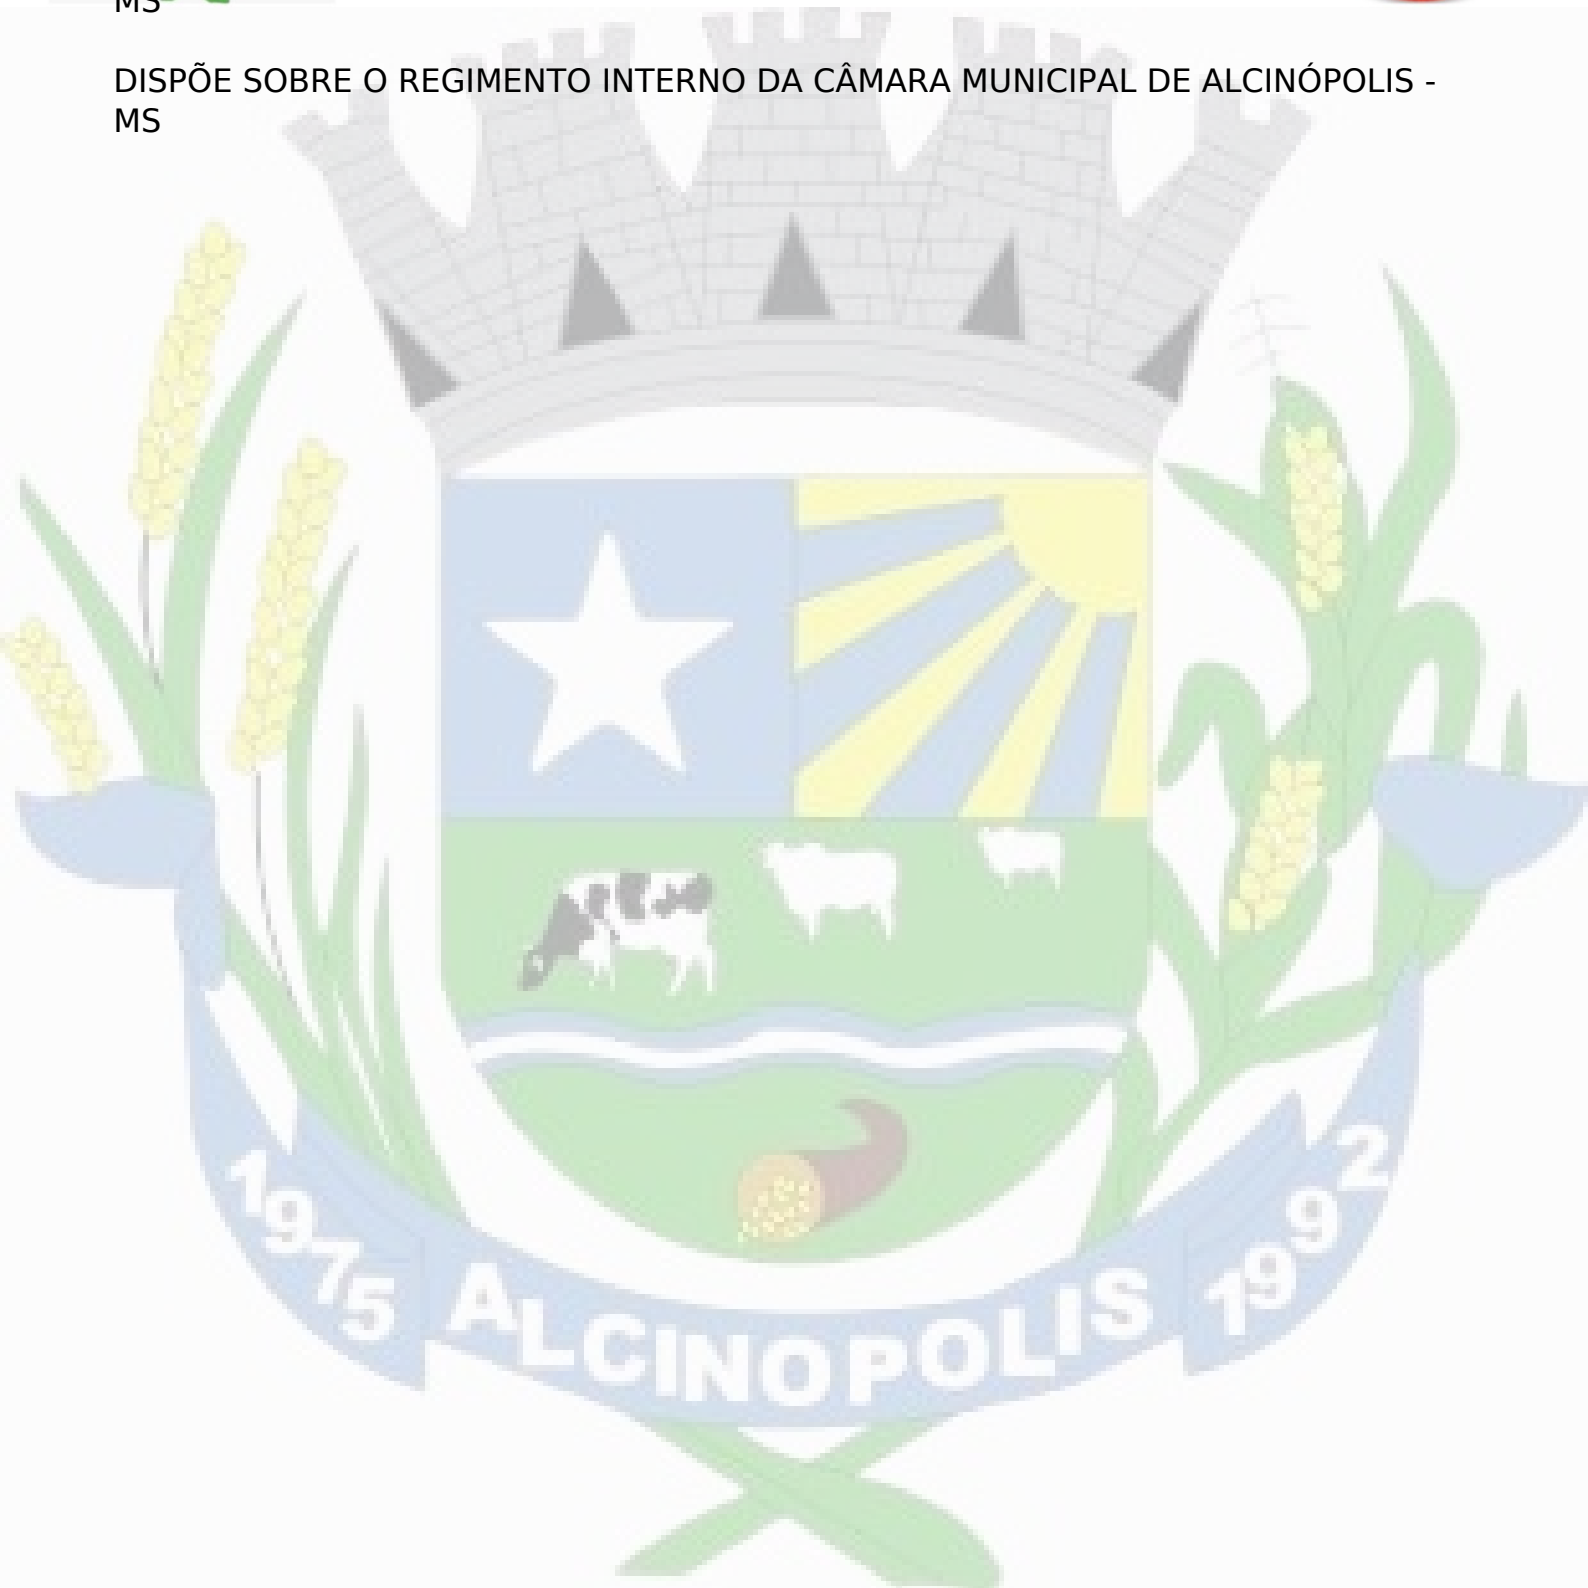 MS
DISPÕE SOBRE O REGIMENTO INTERNO DA CÂMARA MUNICIPAL DE ALCINÓPOLIS -
MS
1975 ALCINOPOLIS 1992